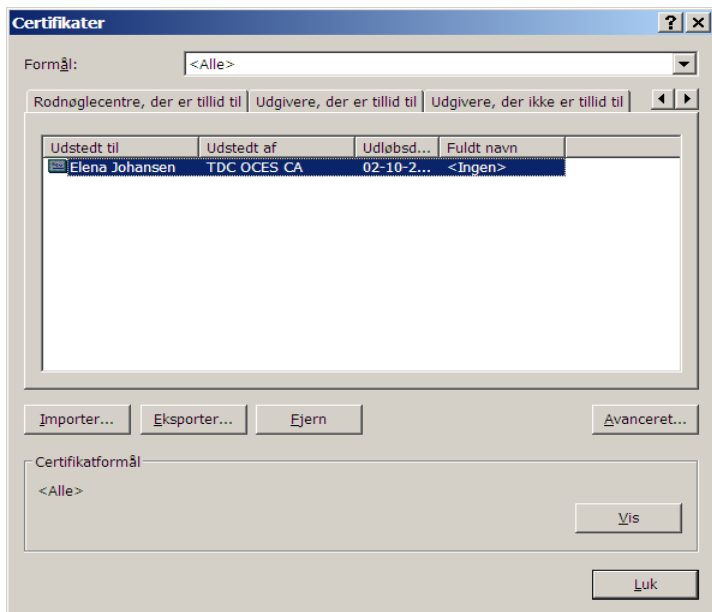 Certifikater
Formål: <Alle>
Rodnøglecentre, der er tillid til Udgivere, der er tillid til Udgivere, der ikke er tillid til
Udstedt til Udstedt af Udløbsd... Fuldt navn
Elena Johansen TDC OCES CA 02-10-2... <Ingen>
Importer... Eksporter... Fjern Avanceret...
Certifikatformål
<Alle>
Vis
Luk